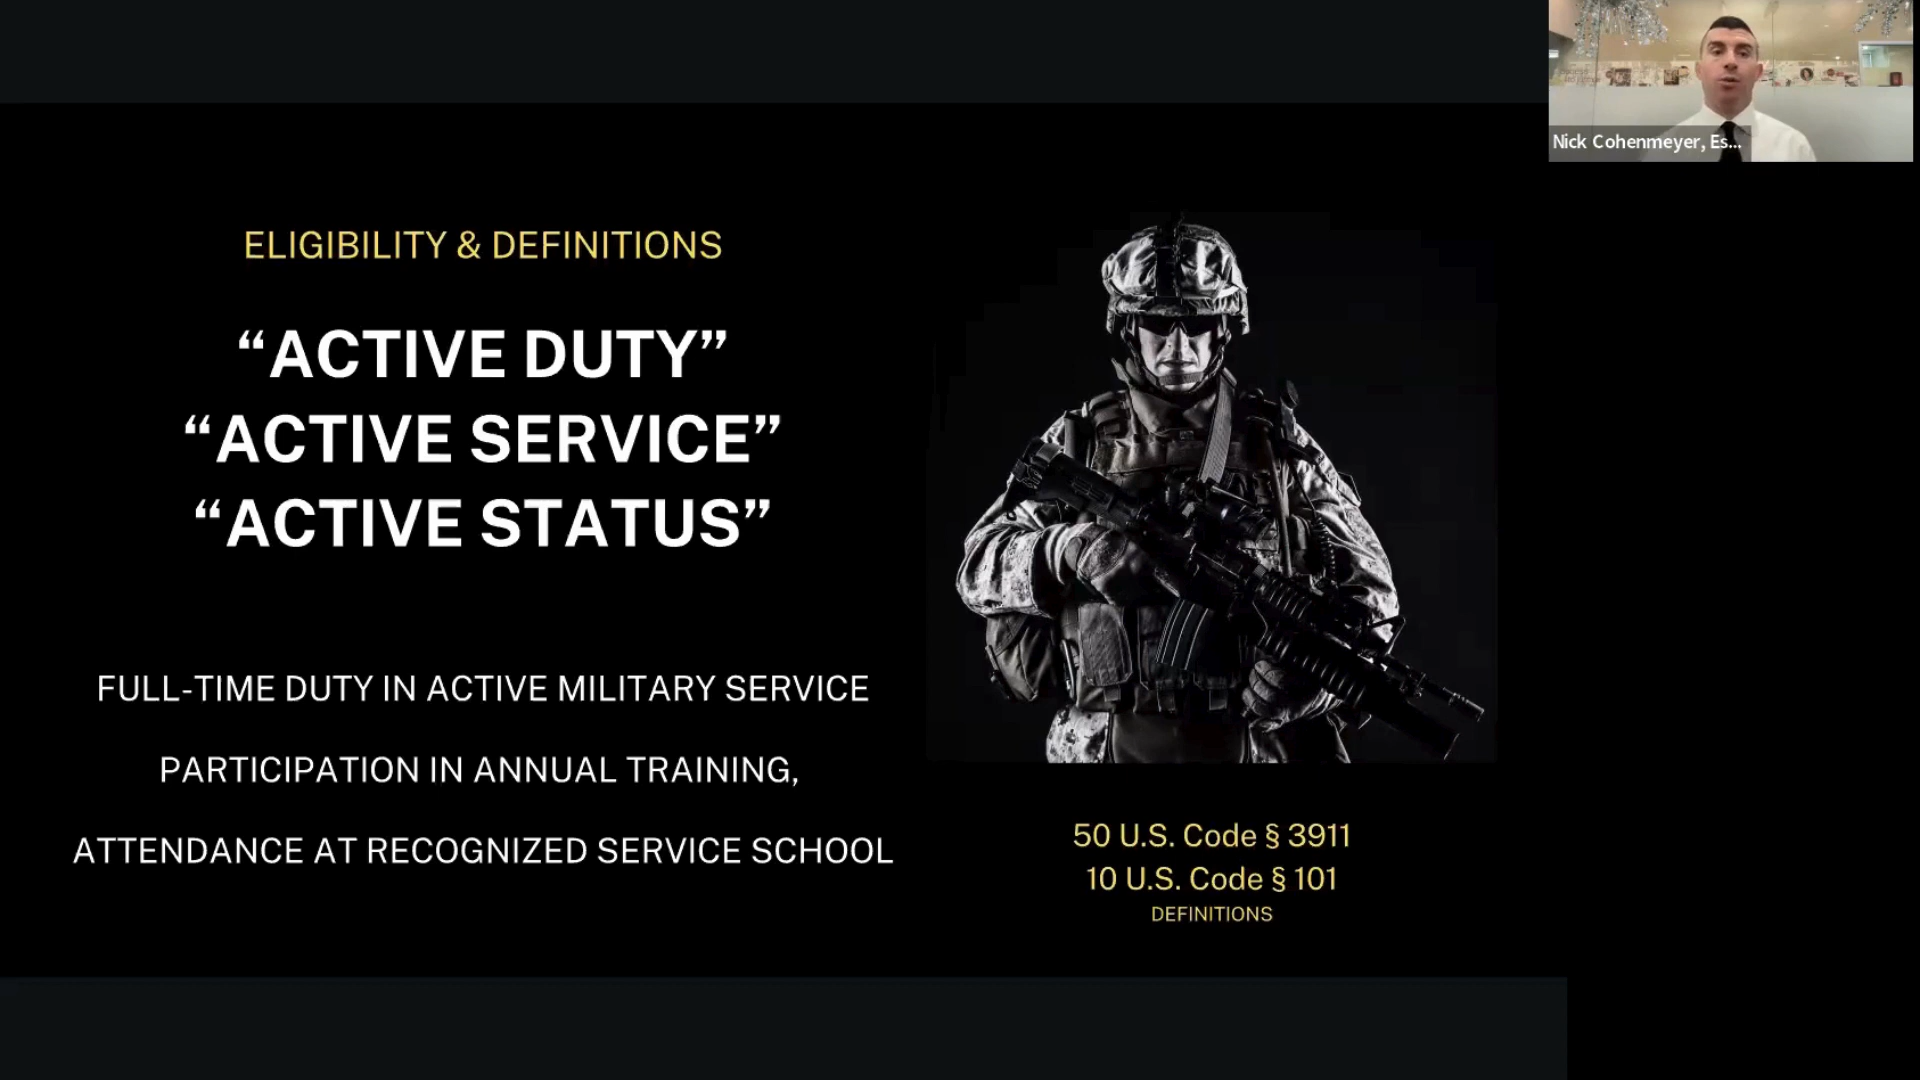 Nick Cohenmeyer, Es...
ELIGIBILITY & DEFINITIONS
“ACTIVE DUTY”
“ACTIVE SERVICE”
“ACTIVE STATUS”
FULL-TIME DUTY IN ACTIVE MILITARY SERVICE
PARTICIPATION IN ANNUAL TRAINING,
ATTENDANCE AT RECOGNIZED SERVICE SCHOOL
50 U.S. Code § 3911
10 U.S. Code § 101
DEFINITIONS